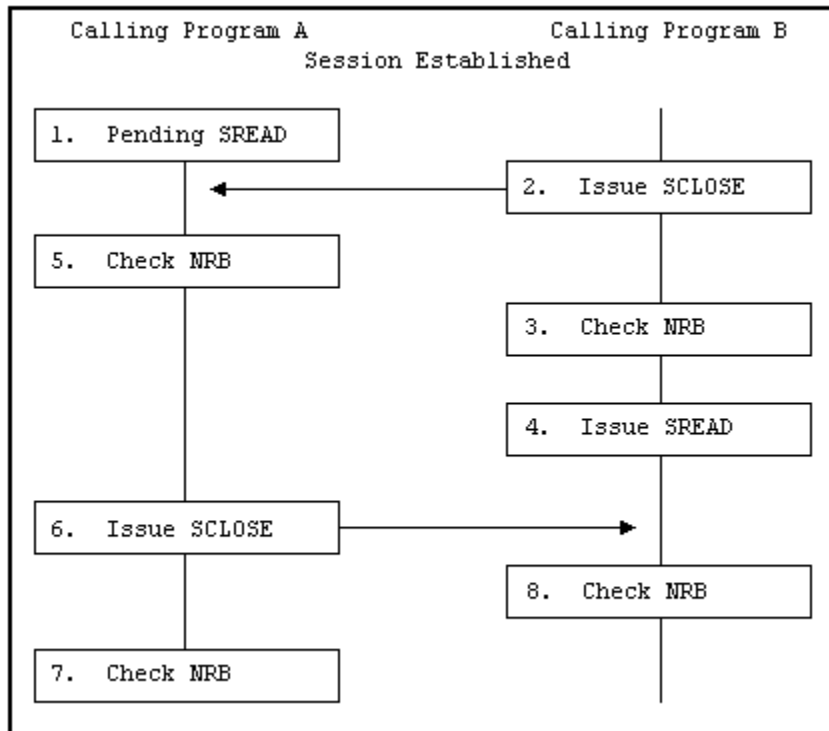 Calling Program A
Calling Program B
Session Established
1. Pending SREAD
2. Issue SCLOSE
5. Check NRB
3. Check NRB
4. Issue SREAD
6. Issue SCLOSE
8. Check NRB
7. Check NRB